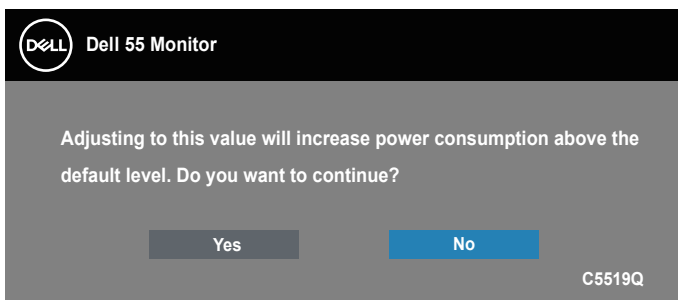 DELL Dell 55 Monitor
Adjusting to this value will increase power consumption above the
default level. Do you want to continue?
Yes No
C5519Q